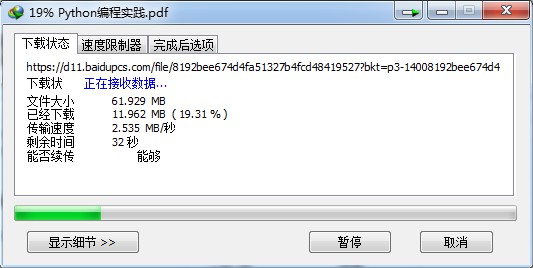 19% Python编程实践.pdf
下载状态 速度限制器 完成后选项
https://d11.baidupcs.com/file/8192bee674d4fa51327b4fcd48419527?bkt=p3-14008192bee674d4
下载状 正在接收数据...
文件大小 61.929 MB
已经下载 11.962 MB ( 19.31 % )
传输速度 2.535 MB/秒
剩余时间 32 秒
能否续传 能够
显示细节 >> 暂停 取消